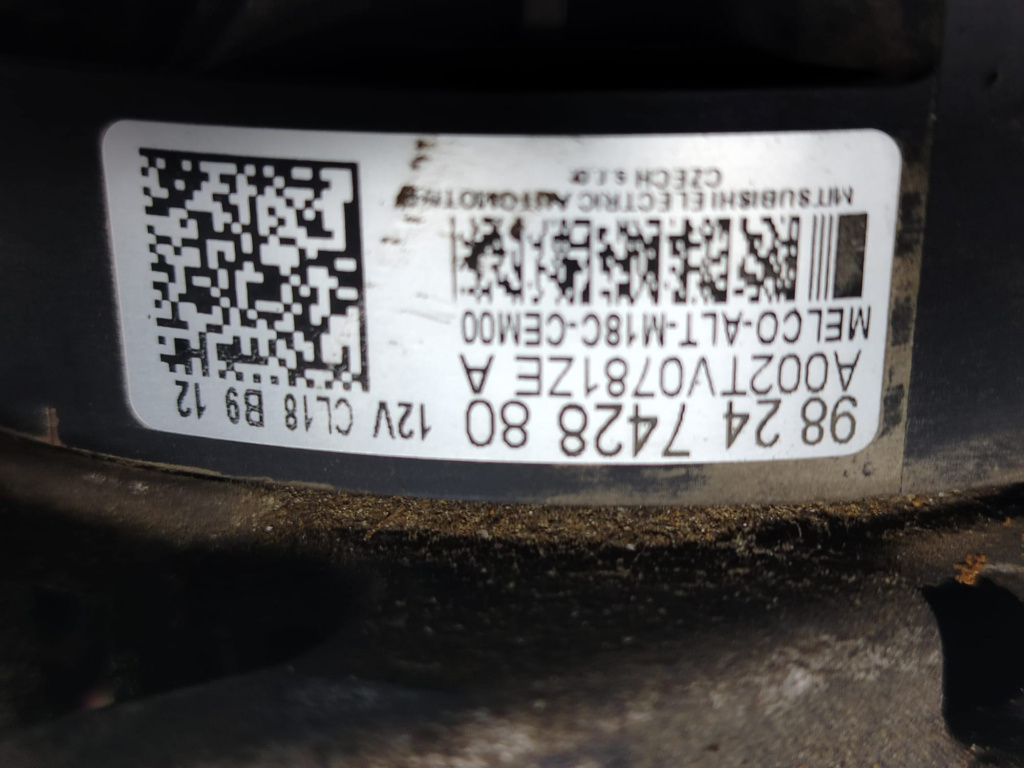 98 24 7428 80
12V CL18 B9 12
A002TV0781ZE A
MELCO-ALT-M18C-CEM00
MITSUBISHI ELECTRIC AUTOMOTIVE
CZECH s.r.o